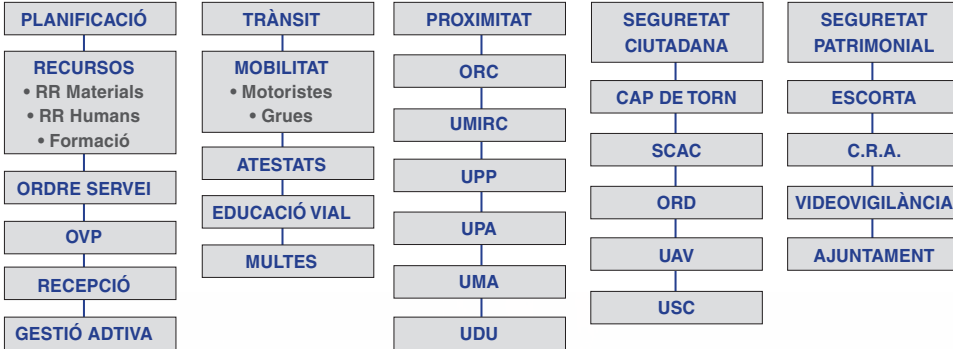 PLANIFICACIÓ
RECURSOS
• RR Materials
• RR Humans
• Formació
ORDRE SERVEI
OVP
RECEPCIÓ
GESTIÓ ADTIVA
TRÀNSIT
MOBILITAT
• Motoristes
• Grues
ATESTATS
EDUCACIÓ VIAL
MULTES
PROXIMITAT
ORC
UMIRC
UPP
UPA
UMA
UDU
SEGURETAT
CIUTADANA
CAP DE TORN
SCAC
ORD
UAV
USC
SEGURETAT
PATRIMONIAL
ESCORTA
C.R.A.
VIDEOVIGILÀNCIA
AJUNTAMENT